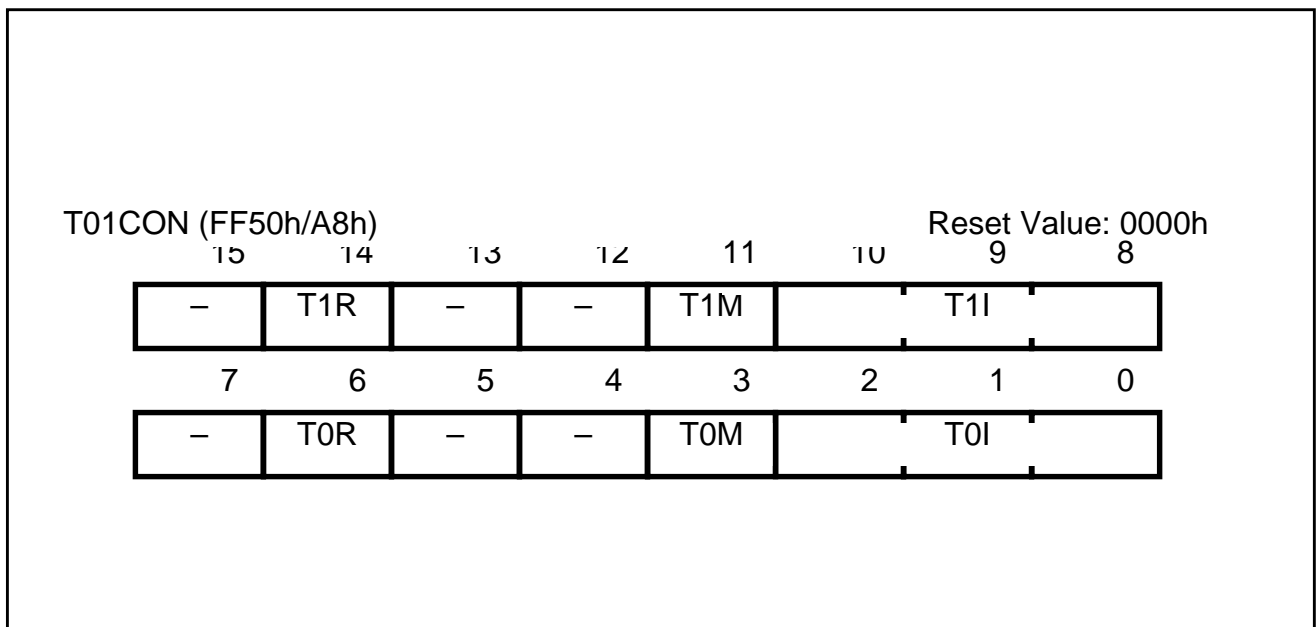 T01CON (FF50h/A8h) Reset Value: 0000h
15 14 13 12 11 10 9 8
– T1R – – T1M T1I
7 6 5 4 3 2 1 0
– T0R – – T0M T0I